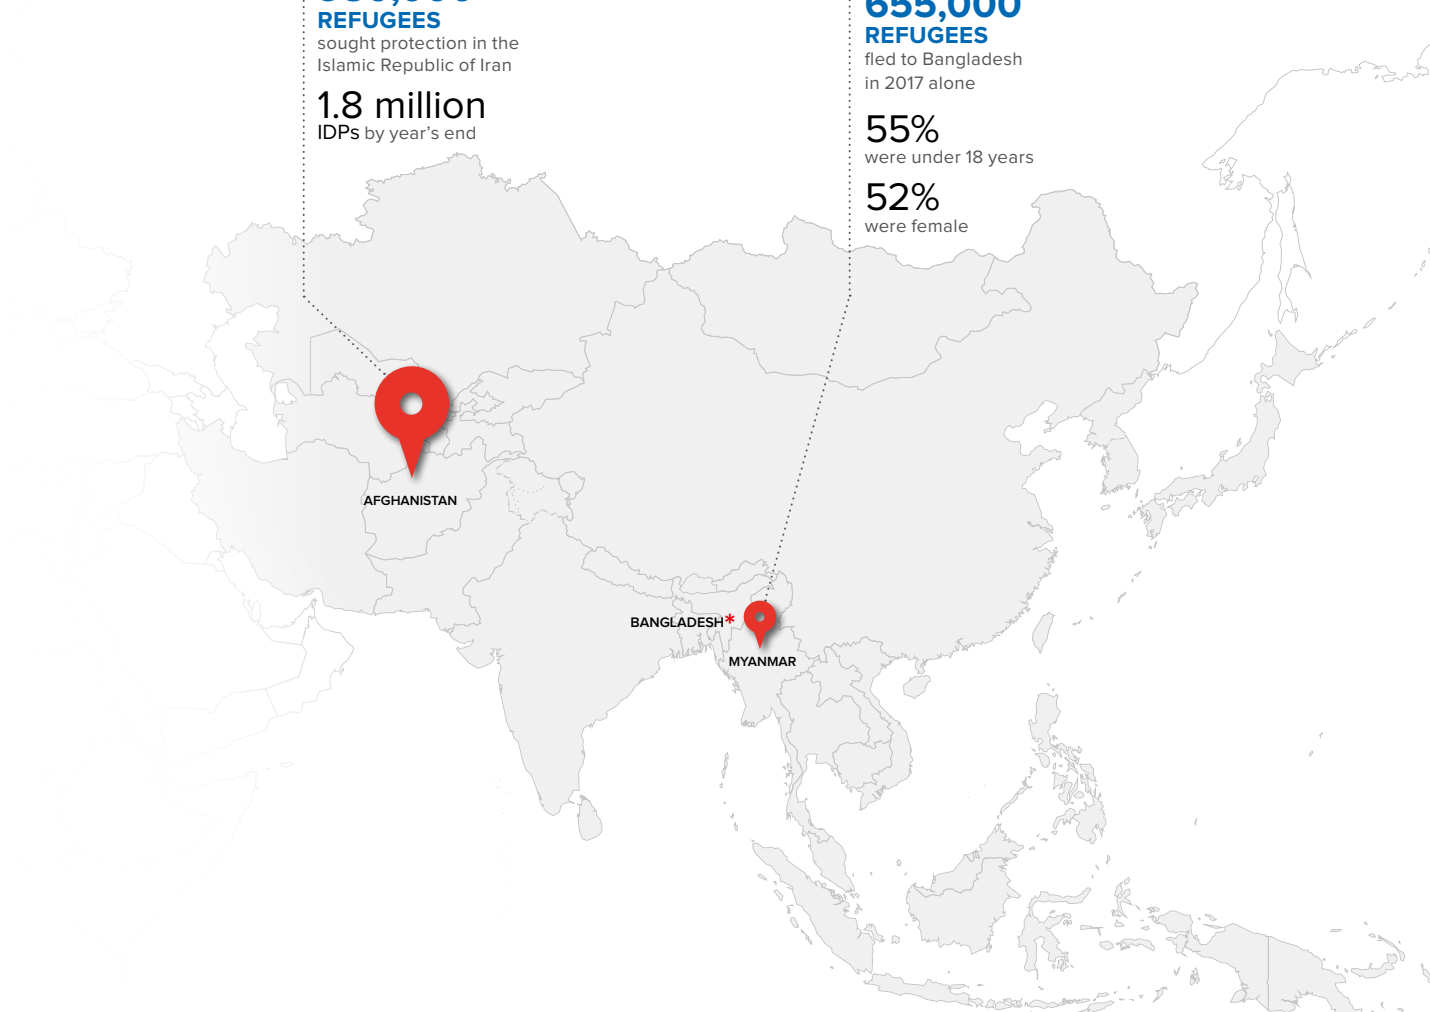 REFUGEES
sought protection in the
Islamic Republic of Iran
1.8 million
IDPs by year's end
655,000
REFUGEES
fled to Bangladesh
in 2017 alone
55%
were under 18 years
52%
were female
AFGHANISTAN
BANGLADESH*
MYANMAR